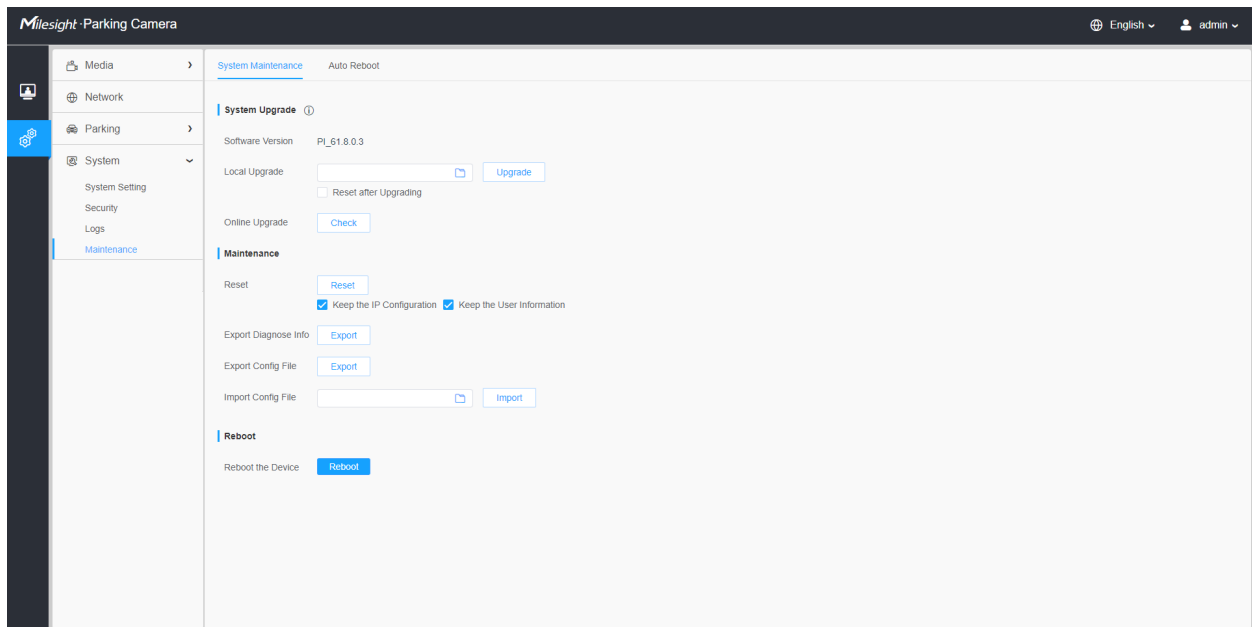 Milesight·Parking Camera
English
admin
Media
Network
Parking
System
System Setting
Security
Logs
Maintenance
System Maintenance Auto Reboot
System Upgrade
Software Version PI_61.8.0.3
Local Upgrade Upgrade
Reset after Upgrading
Online Upgrade Check
Maintenance
Reset Reset
Keep the IP Configuration Keep the User Information
Export Diagnose Info Export
Export Config File Export
Import Config File Import
Reboot
Reboot the Device Reboot